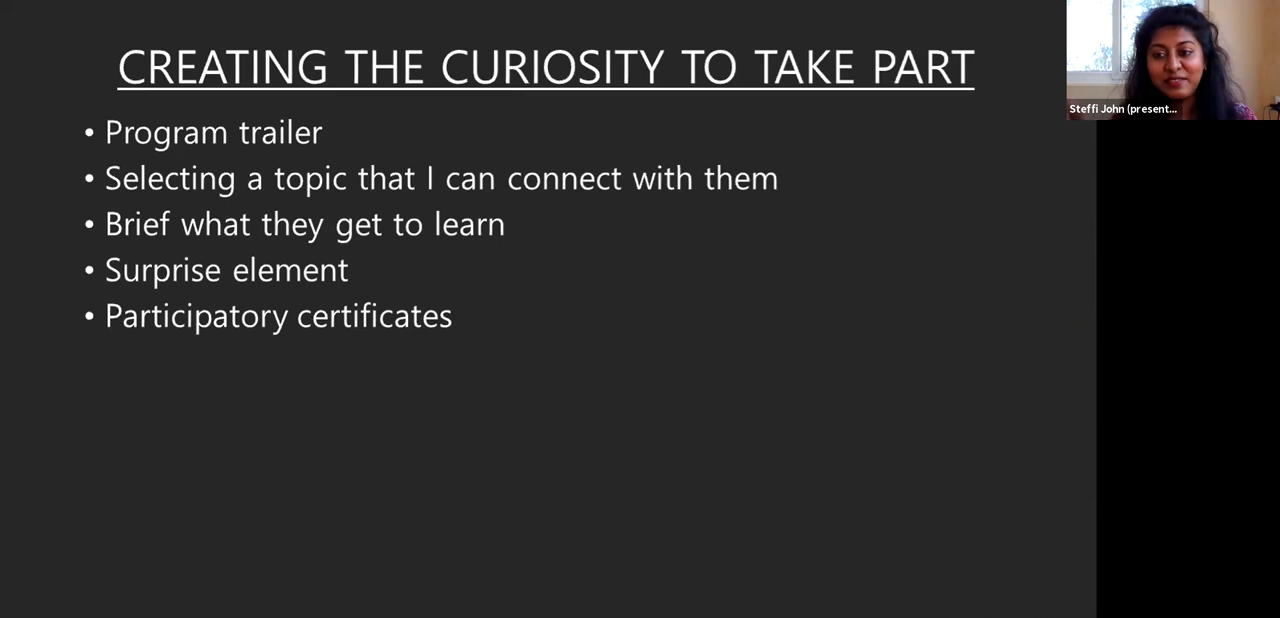 CREATING THE CURIOSITY TO TAKE PART
• Program trailer
• Selecting a topic that I can connect with them
• Brief what they get to learn
• Surprise element
• Participatory certificates
Steffi John (present...